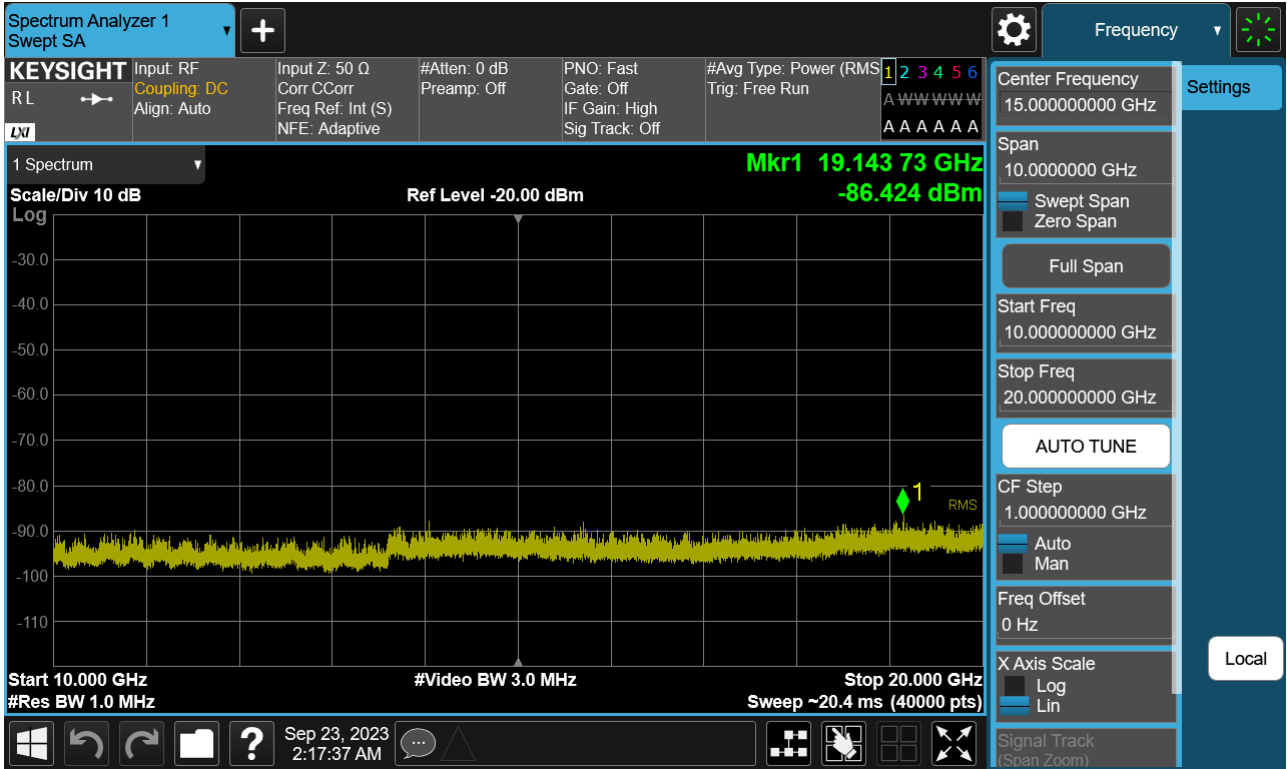 Spectrum Analyzer 1
Swept SA
Frequency
KEYSIGHT
R L
LXI
Input: RF
Coupling: DC
Align: Auto
Input Z: 50 Ω
Corr CCorr
Freq Ref: Int (S)
NFE: Adaptive
#Atten: 0 dB
Preamp: Off
PNO: Fast
Gate: Off
IF Gain: High
Sig Track: Off
#Avg Type: Power (RMS
Trig: Free Run
1 2 3 4 5 6
A W W W W W
A A A A A A
1 Spectrum
Scale/Div 10 dB
Log
Ref Level -20.00 dBm
Mkr1 19.143 73 GHz
-86.424 dBm
-30.0
-40.0
-50.0
-60.0
-70.0
-80.0
-90.0
-100
-110
1
RMS
Start 10.000 GHz
#Res BW 1.0 MHz
#Video BW 3.0 MHz
Stop 20.000 GHz
Sweep ~20.4 ms (40000 pts)
Center Frequency
15.000000000 GHz
Span
10.0000000 GHz
Swept Span
Zero Span
Full Span
Start Freq
10.000000000 GHz
Stop Freq
20.000000000 GHz
AUTO TUNE
CF Step
1.000000000 GHz
Auto
Man
Freq Offset
0 Hz
X Axis Scale
Log
Lin
Signal Track
(Span Zoom)
Settings
Local
?
Sep 23, 2023
2:17:37 AM